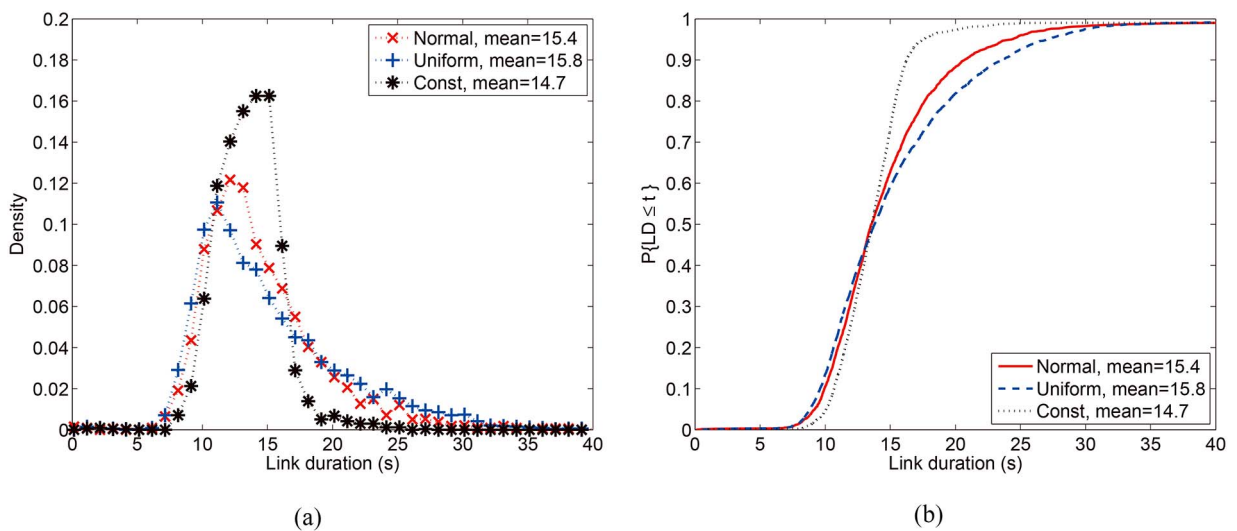 0.2
0.18
0.16
0.14
0.12
0.1
0.08
0.06
0.04
0.02
0
Density
Normal, mean=15.4
Uniform, mean=15.8
Const, mean=14.7
0 5 10 15 20 25 30 35 40
Link duration (s)
(a)
1
0.9
0.8
0.7
0.6
0.5
0.4
0.3
0.2
0.1
0
P{LD ≤ t }
Normal, mean=15.4
Uniform, mean=15.8
Const, mean=14.7
0 5 10 15 20 25 30 35 40
Link duration (s)
(b)